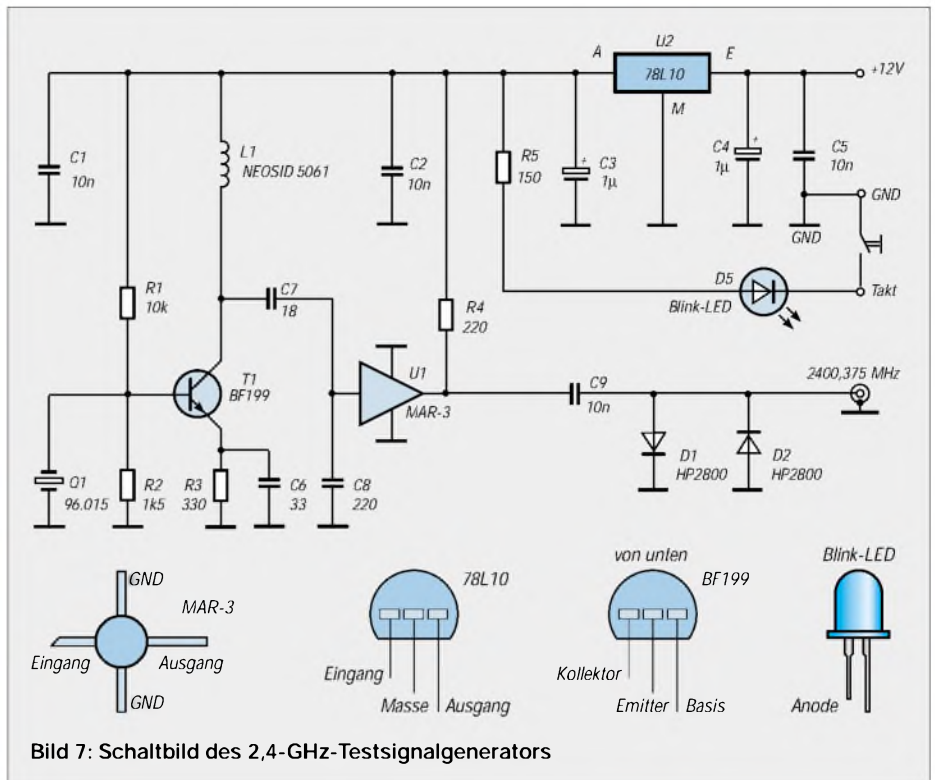 U2
A
E
78L10
+12V
M
C1
10n
L1
NEOSID 5061
C2
10n
R5
150
+
C3
1µ
+
C4
1µ
C5
10n
GND
GND
D5
Blink-LED
Takt
R1
10k
C7
18
R4
220
T1
BF199
U1
MAR-3
C9
10n
2400,375 MHz
D1
HP2800
D2
HP2800
Q1
96.015
R2
1k5
R3
330
C6
33
C8
220
GND
MAR-3
Eingang
Ausgang
GND
78L10
Eingang
Masse
Ausgang
von unten
BF199
Kollektor
Emitter
Basis
Blink-LED
Anode
Bild 7: Schaltbild des 2,4-GHz-Testsignalgenerators